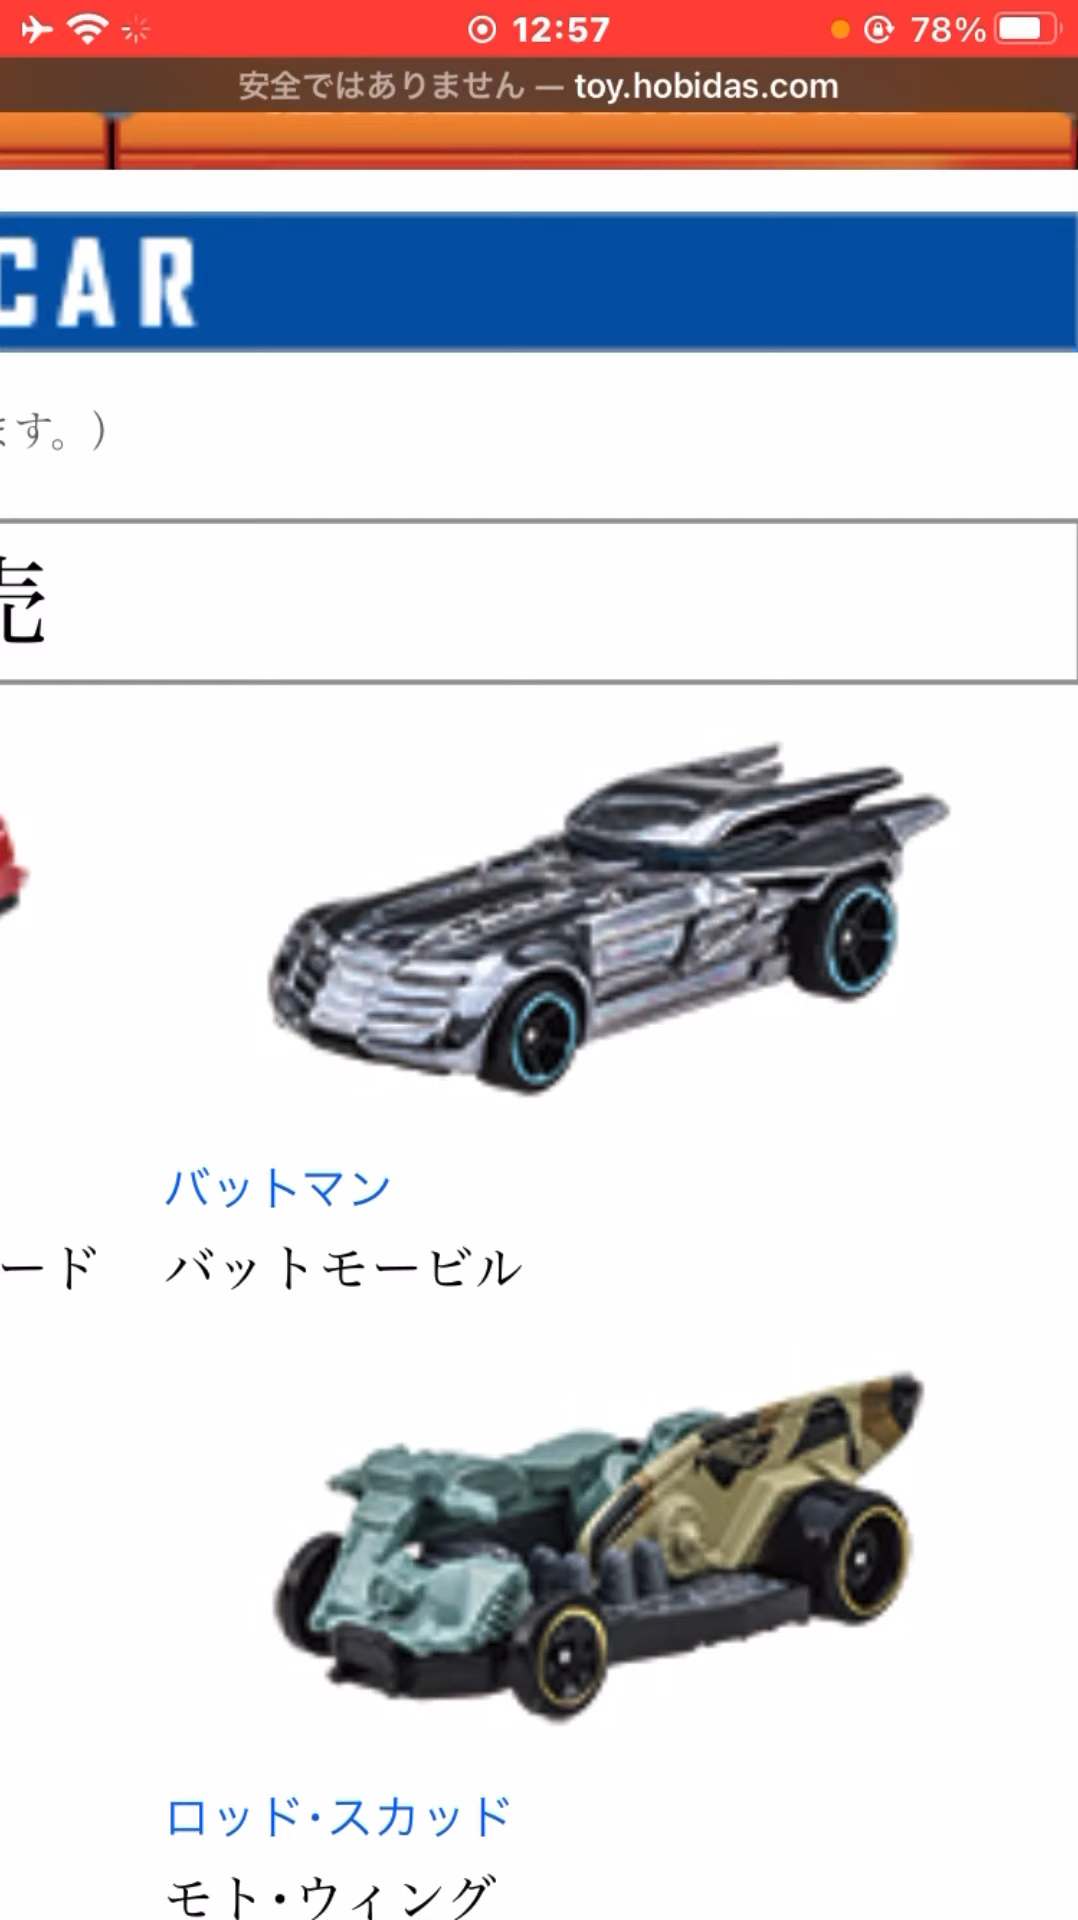 12:57
78%
安全ではありません — toy.hobidas.com
CAR
ます。)
売
バットマン
ード
バットモービル
ロッド・スカッド
モト・ウィング